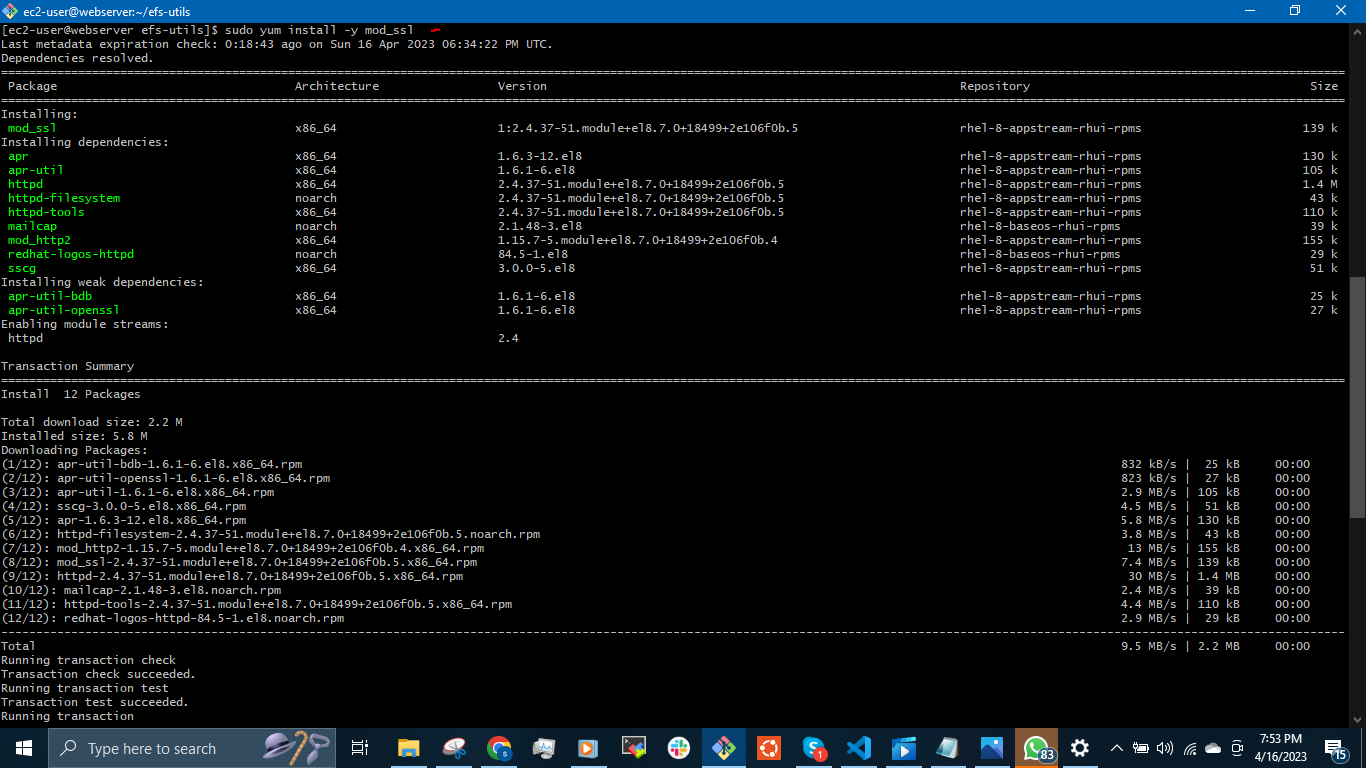 ec2-user@webserver:~/efs-utils
[ec2-user@webserver efs-utils]$ sudo yum install -y mod_ssl
Last metadata expiration check: 0:18:43 ago on Sun 16 Apr 2023 06:34:22 PM UTC.
Dependencies resolved.
Package Architecture Version Repository Size
Installing:
mod_ssl x86_64 1:2.4.37-51.module+el8.7.0+18499+2e106f0b.5 rhel-8-appstream-rhui-rpms 139 k
Installing dependencies:
apr x86_64 1.6.3-12.el8 rhel-8-appstream-rhui-rpms 130 k
apr-util x86_64 1.6.1-6.el8 rhel-8-appstream-rhui-rpms 105 k
httpd x86_64 2.4.37-51.module+el8.7.0+18499+2e106f0b.5 rhel-8-appstream-rhui-rpms 1.4 M
httpd-filesystem noarch 2.4.37-51.module+el8.7.0+18499+2e106f0b.5 rhel-8-appstream-rhui-rpms 43 k
httpd-tools x86_64 2.4.37-51.module+el8.7.0+18499+2e106f0b.5 rhel-8-appstream-rhui-rpms 110 k
mailcap noarch 2.1.48-3.el8 rhel-8-baseos-rhui-rpms 39 k
mod_http2 x86_64 1.15.7-5.module+el8.7.0+18499+2e106f0b.4 rhel-8-appstream-rhui-rpms 155 k
redhat-logos-httpd noarch 84.5-1.el8 rhel-8-baseos-rhui-rpms 29 k
sscg x86_64 3.0.0-5.el8 rhel-8-appstream-rhui-rpms 51 k
Installing weak dependencies:
apr-util-bdb x86_64 1.6.1-6.el8 rhel-8-appstream-rhui-rpms 25 k
apr-util-openssl x86_64 1.6.1-6.el8 rhel-8-appstream-rhui-rpms 27 k
Enabling module streams:
httpd 2.4
Transaction Summary
Install 12 Packages
Total download size: 2.2 M
Installed size: 5.8 M
Downloading Packages:
(1/12): apr-util-bdb-1.6.1-6.el8.x86_64.rpm 832 kB/s | 25 kB 00:00
(2/12): apr-util-openssl-1.6.1-6.el8.x86_64.rpm 823 kB/s | 27 kB 00:00
(3/12): apr-util-1.6.1-6.el8.x86_64.rpm 2.9 MB/s | 105 kB 00:00
(4/12): sscg-3.0.0-5.el8.x86_64.rpm 4.5 MB/s | 51 kB 00:00
(5/12): apr-1.6.3-12.el8.x86_64.rpm 5.8 MB/s | 130 kB 00:00
(6/12): httpd-filesystem-2.4.37-51.module+el8.7.0+18499+2e106f0b.5.noarch.rpm 3.8 MB/s | 43 kB 00:00
(7/12): mod_http2-1.15.7-5.module+el8.7.0+18499+2e106f0b.4.x86_64.rpm 13 MB/s | 155 kB 00:00
(8/12): mod_ssl-2.4.37-51.module+el8.7.0+18499+2e106f0b.5.x86_64.rpm 7.4 MB/s | 139 kB 00:00
(9/12): httpd-2.4.37-51.module+el8.7.0+18499+2e106f0b.5.x86_64.rpm 30 MB/s | 1.4 MB 00:00
(10/12): mailcap-2.1.48-3.el8.noarch.rpm 2.4 MB/s | 39 kB 00:00
(11/12): httpd-tools-2.4.37-51.module+el8.7.0+18499+2e106f0b.5.x86_64.rpm 4.4 MB/s | 110 kB 00:00
(12/12): redhat-logos-httpd-84.5-1.el8.noarch.rpm 2.9 MB/s | 29 kB 00:00
Total 9.5 MB/s | 2.2 MB 00:00
Running transaction check
Transaction check succeeded.
Running transaction test
Transaction test succeeded.
Running transaction
Type here to search
S
1
83
7:53 PM
4/16/2023
15